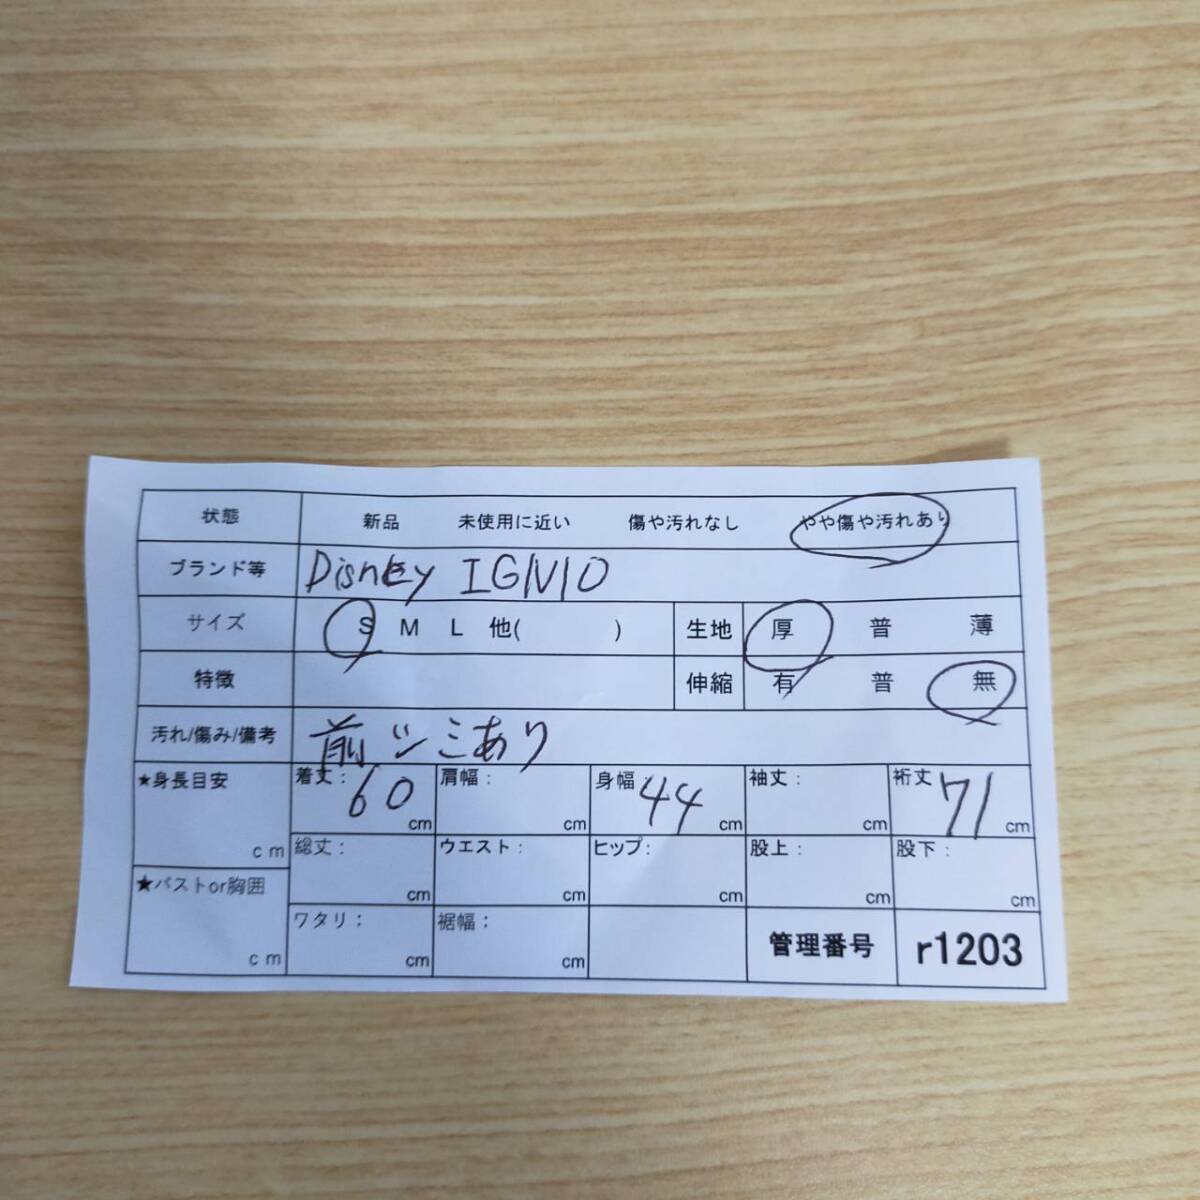 状態 新品 未使用に近い 傷や汚れなし やや傷や汚れあり
ブランド等 Disney IGNIO
サイズ S M L 他( ) 生地 厚 普 薄
特徴 伸縮 有 普 無
汚れ/傷み/備考 前シミあり
★身長目安 cm 着丈: 60 cm 肩幅: cm 身幅: 44 cm 袖丈: cm 裄丈 71 cm
総丈: cm ウエスト: cm ヒップ: cm 股上: cm 股下: cm
★バストor胸囲 cm ワタリ; cm 裾幅; cm 管理番号 r1203